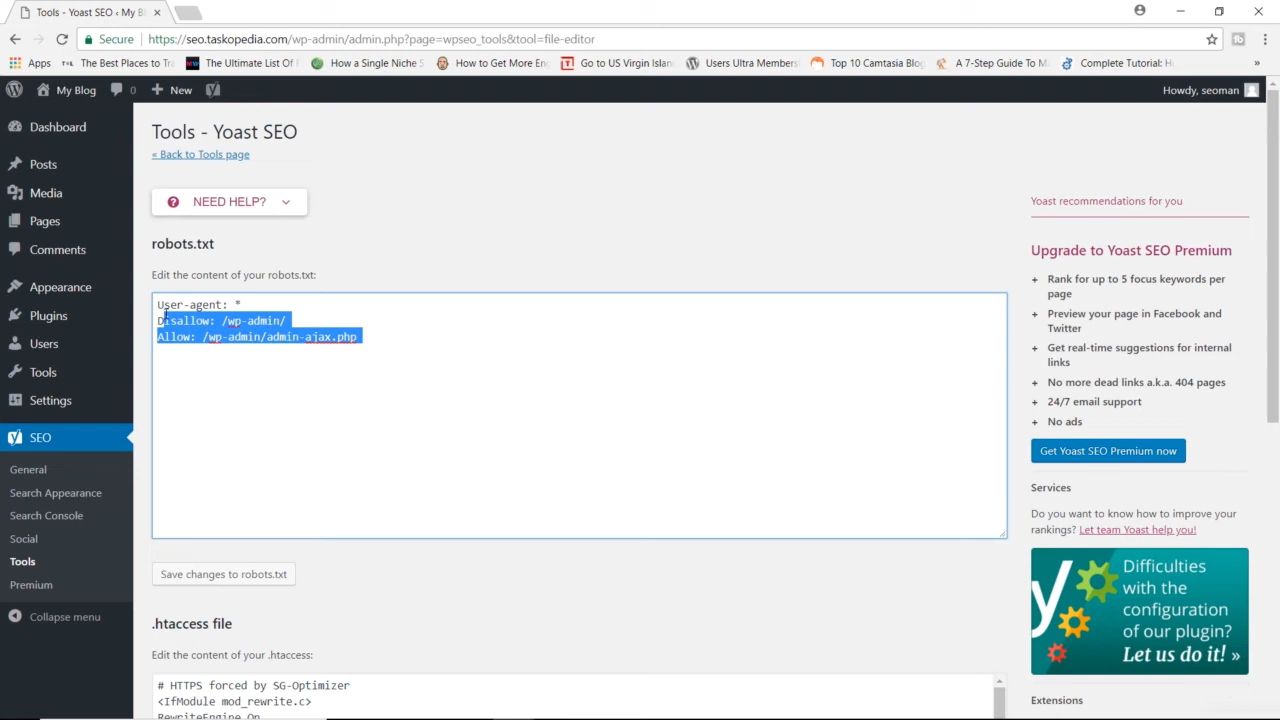 Tools - Yoast SEO ‹ My B
Secure
https://seo.taskopedia.com/wp-admin/admin.php?page=wpseo_tools&tool=file-editor
Apps
The Best Places to Tra
The Ultimate List Of
How a Single Niche S
How to Get More En
Go to US Virgin Islan
Users Ultra Members
Top 10 Camtasia Blog
A 7-Step Guide To M
Complete Tutorial: H
»
My Blog
0
New
Howdy, seoman
Dashboard
Posts
Media
Pages
Comments
Appearance
Plugins
Users
Tools
Settings
SEO
General
Search Appearance
Search Console
Social
Tools
Premium
Collapse menu
Tools - Yoast SEO
« Back to Tools page
NEED HELP?
robots.txt
Edit the content of your robots.txt:
User-agent: *
Disallow: /wp-admin/
Allow: /wp-admin/admin-ajax.php
Save changes to robots.txt
.htaccess file
Edit the content of your .htaccess:
# HTTPS forced by SG-Optimizer
<IfModule mod_rewrite.c>
RewriteEngine On
Yoast recommendations for you
Upgrade to Yoast SEO Premium
+ Rank for up to 5 focus keywords per
page
+ Preview your page in Facebook and
Twitter
+ Get real-time suggestions for internal
links
+ No more dead links a.k.a. 404 pages
+ 24/7 email support
+ No ads
Get Yoast SEO Premium now
Services
Do you want to know how to improve your
rankings? Let team Yoast help you!
Difficulties
with the
configuration
of our plugin?
Let us do it! »
Extensions